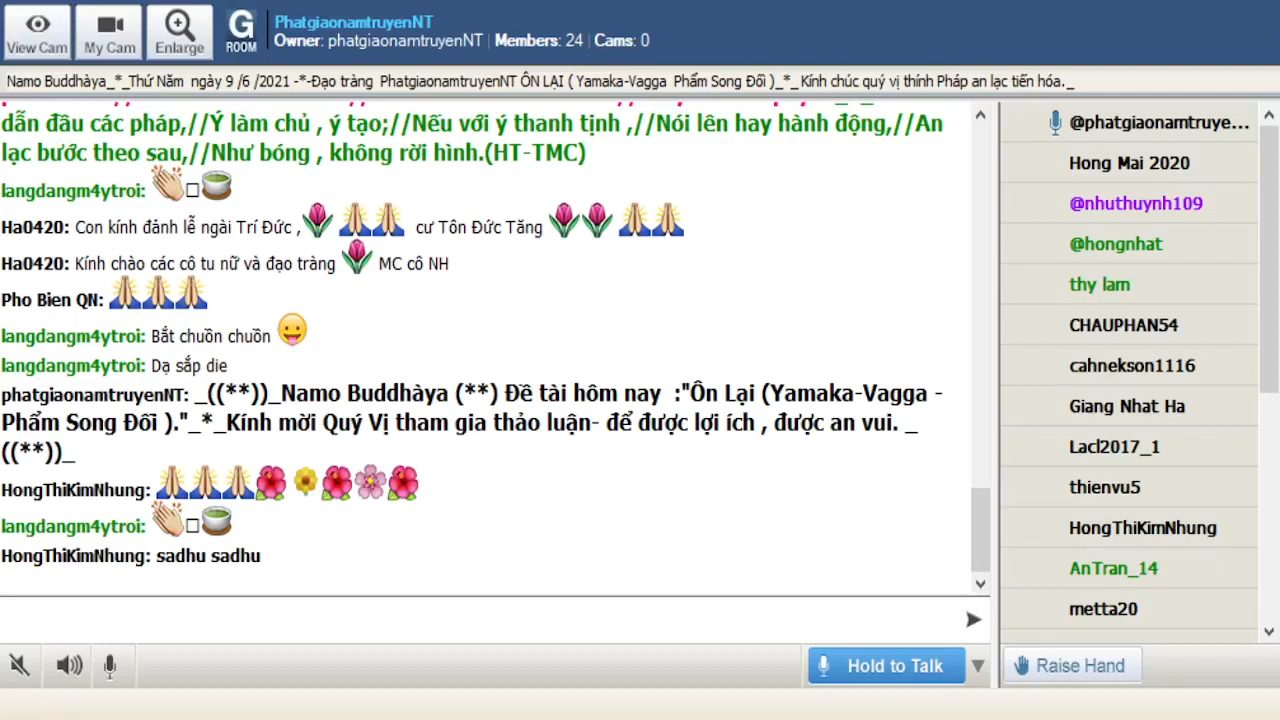 PhatgiaonamtruyenNT
Owner: phatgiaonamtruyenNT | Members: 24 | Cams: 0
View Cam
My Cam
Enlarge
G
ROOM
Namo Buddhàya_*_Thứ Năm ngày 9 /6 /2021 -*-Đạo tràng PhatgiaonamtruyenNT ÔN LẠI ( Yamaka-Vagga Phẩm Song Đối )_*_ Kính chúc quý vị thính Pháp an lạc tiến hóa._
dẫn đầu các pháp,//Ý làm chủ , ý tạo;//Nếu với ý thanh tịnh ,//Nói lên hay hành động,//An
lạc bước theo sau,//Như bóng , không rời hình.(HT-TMC)
langdangm4ytroi:
Ha0420: Con kính đảnh lễ ngài Trí Đức , cư Tôn Đức Tăng
Ha0420: Kính chào các cô tu nữ và đạo tràng MC cô NH
Pho Bien QN:
langdangm4ytroi: Bắt chuồn chuồn
langdangm4ytroi: Dạ sắp die
phatgiaonamtruyenNT: _((**))_Namo Buddhàya (**) Đề tài hôm nay :"Ôn Lại (Yamaka-Vagga -
Phẩm Song Đối )."_*_Kính mời Quý Vị tham gia thảo luận- để được lợi ích , được an vui. _
((**))_
HongThiKimNhung:
langdangm4ytroi:
HongThiKimNhung: sadhu sadhu
@phatgiaonamtruye...
Hong Mai 2020
@nhuthuynh109
@hongnhat
thy lam
CHAUPHAN54
cahnekson1116
Giang Nhat Ha
Lacl2017_1
thienvu5
HongThiKimNhung
AnTran_14
metta20
Hold to Talk
Raise Hand